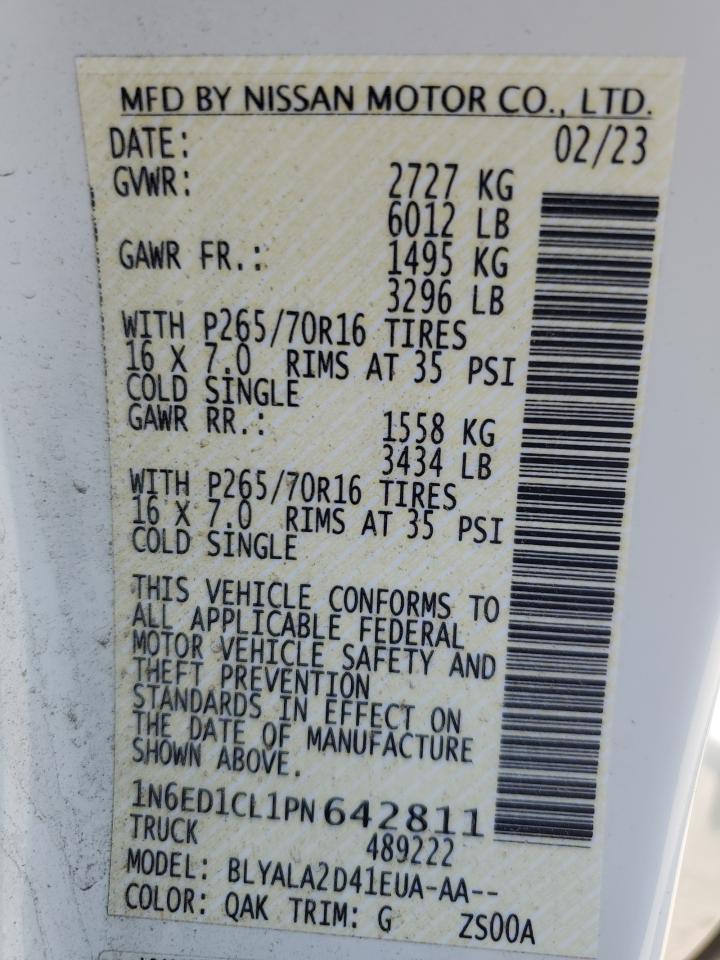 MFD BY NISSAN MOTOR CO., LTD.
DATE: 02/23
GVWR: 2727 KG
6012 LB
GAWR FR.: 1495 KG
3296 LB
WITH P265/70R16 TIRES
16 X 7.0 RIMS AT 35 PSI
COLD SINGLE
GAWR RR.: 1558 KG
3434 LB
WITH P265/70R16 TIRES
16 X 7.0 RIMS AT 35 PSI
COLD SINGLE
THIS VEHICLE CONFORMS TO
ALL APPLICABLE FEDERAL
MOTOR VEHICLE SAFETY AND
THEFT PREVENTION
STANDARDS IN EFFECT ON
THE DATE OF MANUFACTURE
SHOWN ABOVE.
1N6ED1CL1PN642811
TRUCK 489222
MODEL: BLYALA2D41EUA-AA--
COLOR: QAK TRIM: G ZS00A